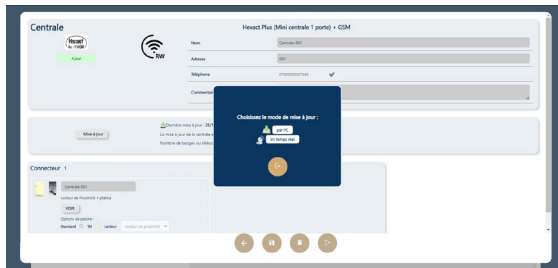 Centrale
Hexact Plus (Mini centrale 1 porte) + GSM
Hexact
À jour
RW
Nom
Centrale 001
Adresse
001
Téléphone
Commentaire
Mise à jour
Dernière mise à jour
La mise à jour de la centrale
Nombre de badges ou téléco
Choisissez le mode de mise à jour :
par PC
en temps réel
Connecteur 1
Centrale 001
Lecteur de Proximité + platine
VIGIK
Options de platine :
Standard
Lecteur
Lecteur de proximité